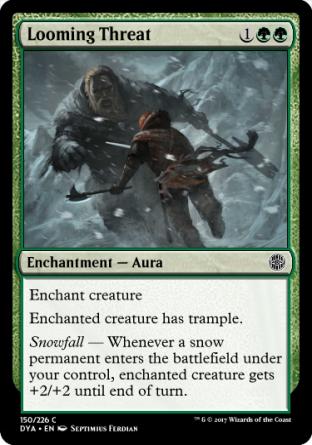 Looming Threat 1
Enchantment — Aura
Enchant creature
Enchanted creature has trample.
Snowfall — Whenever a snow
permanent enters the battlefield under
your control, enchanted creature gets
+2/+2 until end of turn.
150/226 C
DYA • EN Septimius Ferdian
™ & © 2017 Wizards of the Coast